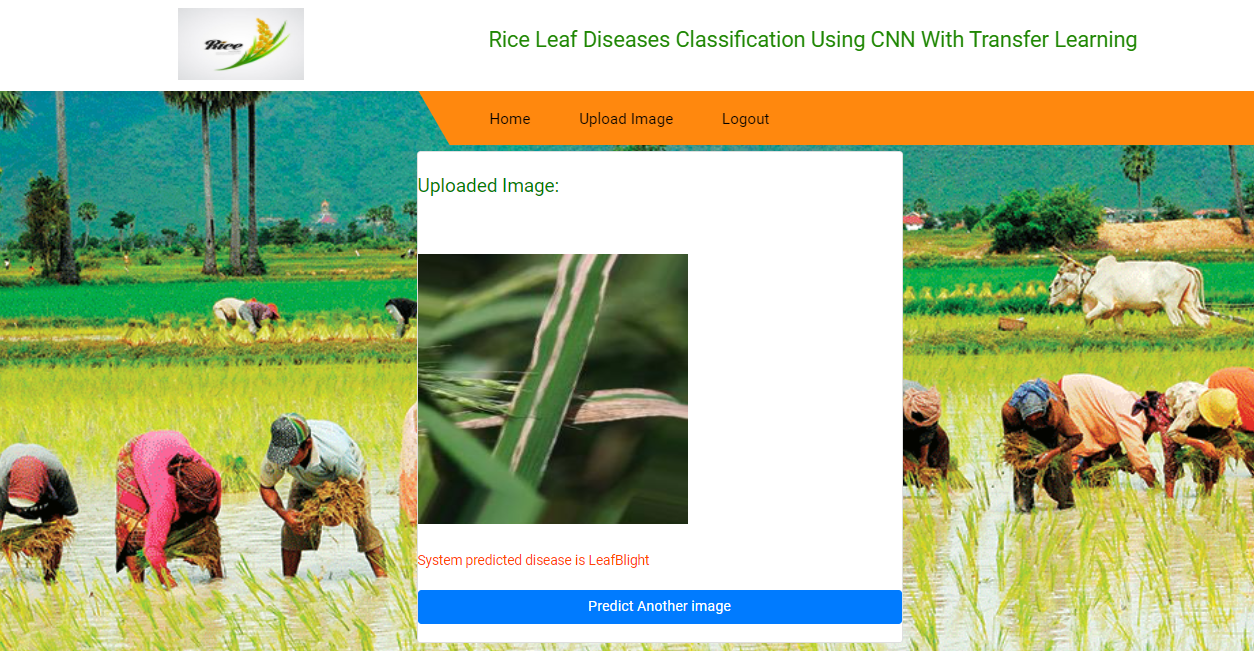 Rice
Rice Leaf Diseases Classification Using CNN With Transfer Learning
Home Upload Image Logout
Uploaded Image:
System predicted disease is LeafBlight
Predict Another image